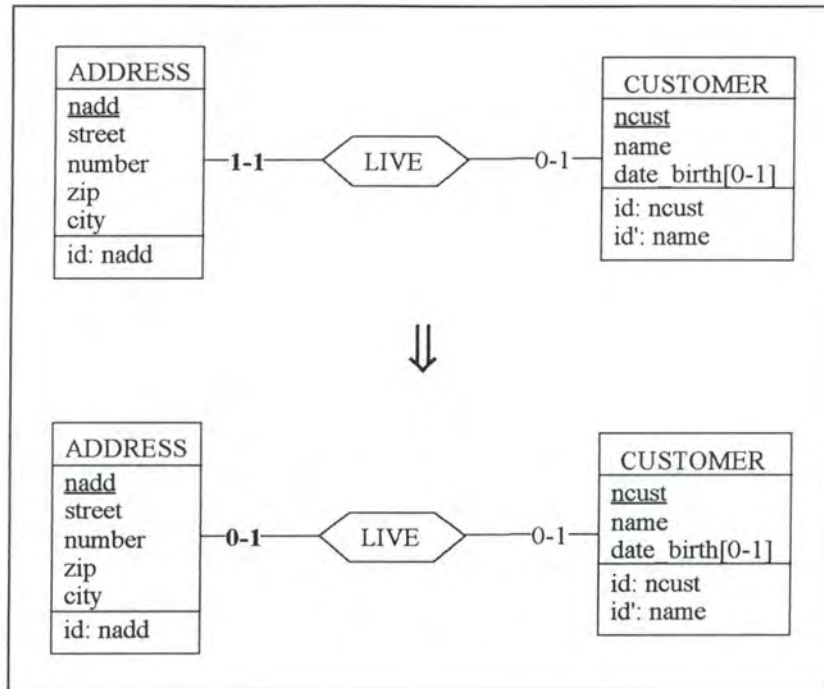 ADDRESS
nadd
street
number
zip
city
id: nadd
1-1
LIVE
0-1
CUSTOMER
ncust
name
date_birth[0-1]
id: ncust
id': name
⇓
ADDRESS
nadd
street
number
zip
city
id: nadd
0-1
LIVE
0-1
CUSTOMER
ncust
name
date_birth[0-1]
id: ncust
id': name